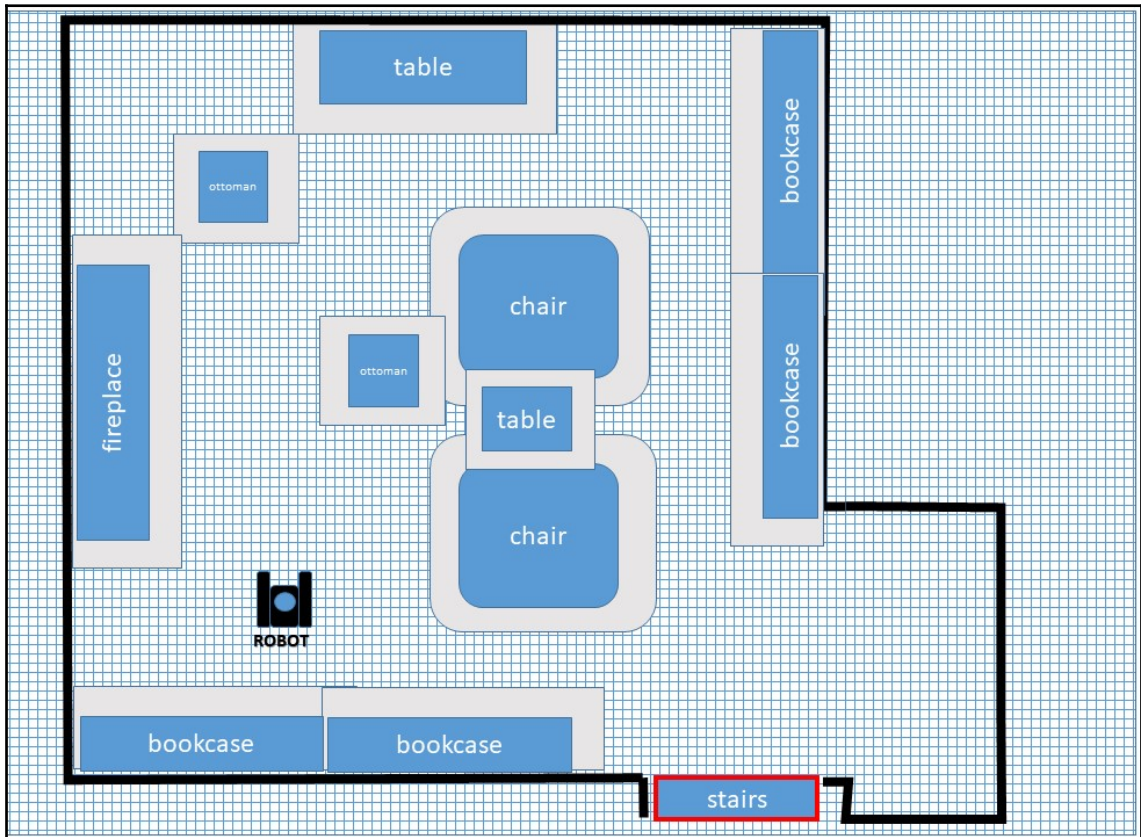 table
bookcase
ottoman
chair
fireplace
ottoman
bookcase
table
chair
ROBOT
bookcase
bookcase
stairs